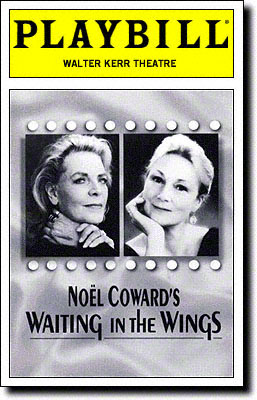 PLAYBILL®
WALTER KERR THEATRE
NOËL COWARD'S
WAITING IN THE WINGS